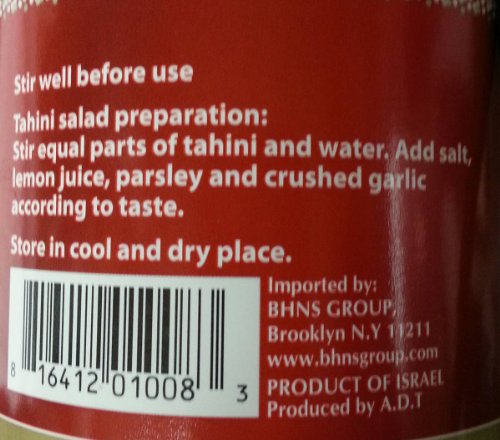 Stir well before use
Tahini salad preparation:
Stir equal parts of tahini and water. Add salt,
lemon juice, parsley and crushed garlic
according to taste.
Store in cool and dry place.
Imported by:
BHNS GROUP,
Brooklyn N.Y 11211
www.bhnsgroup.com
PRODUCT OF ISRAEL
Produced by A.D.T
8 16412 01008 3